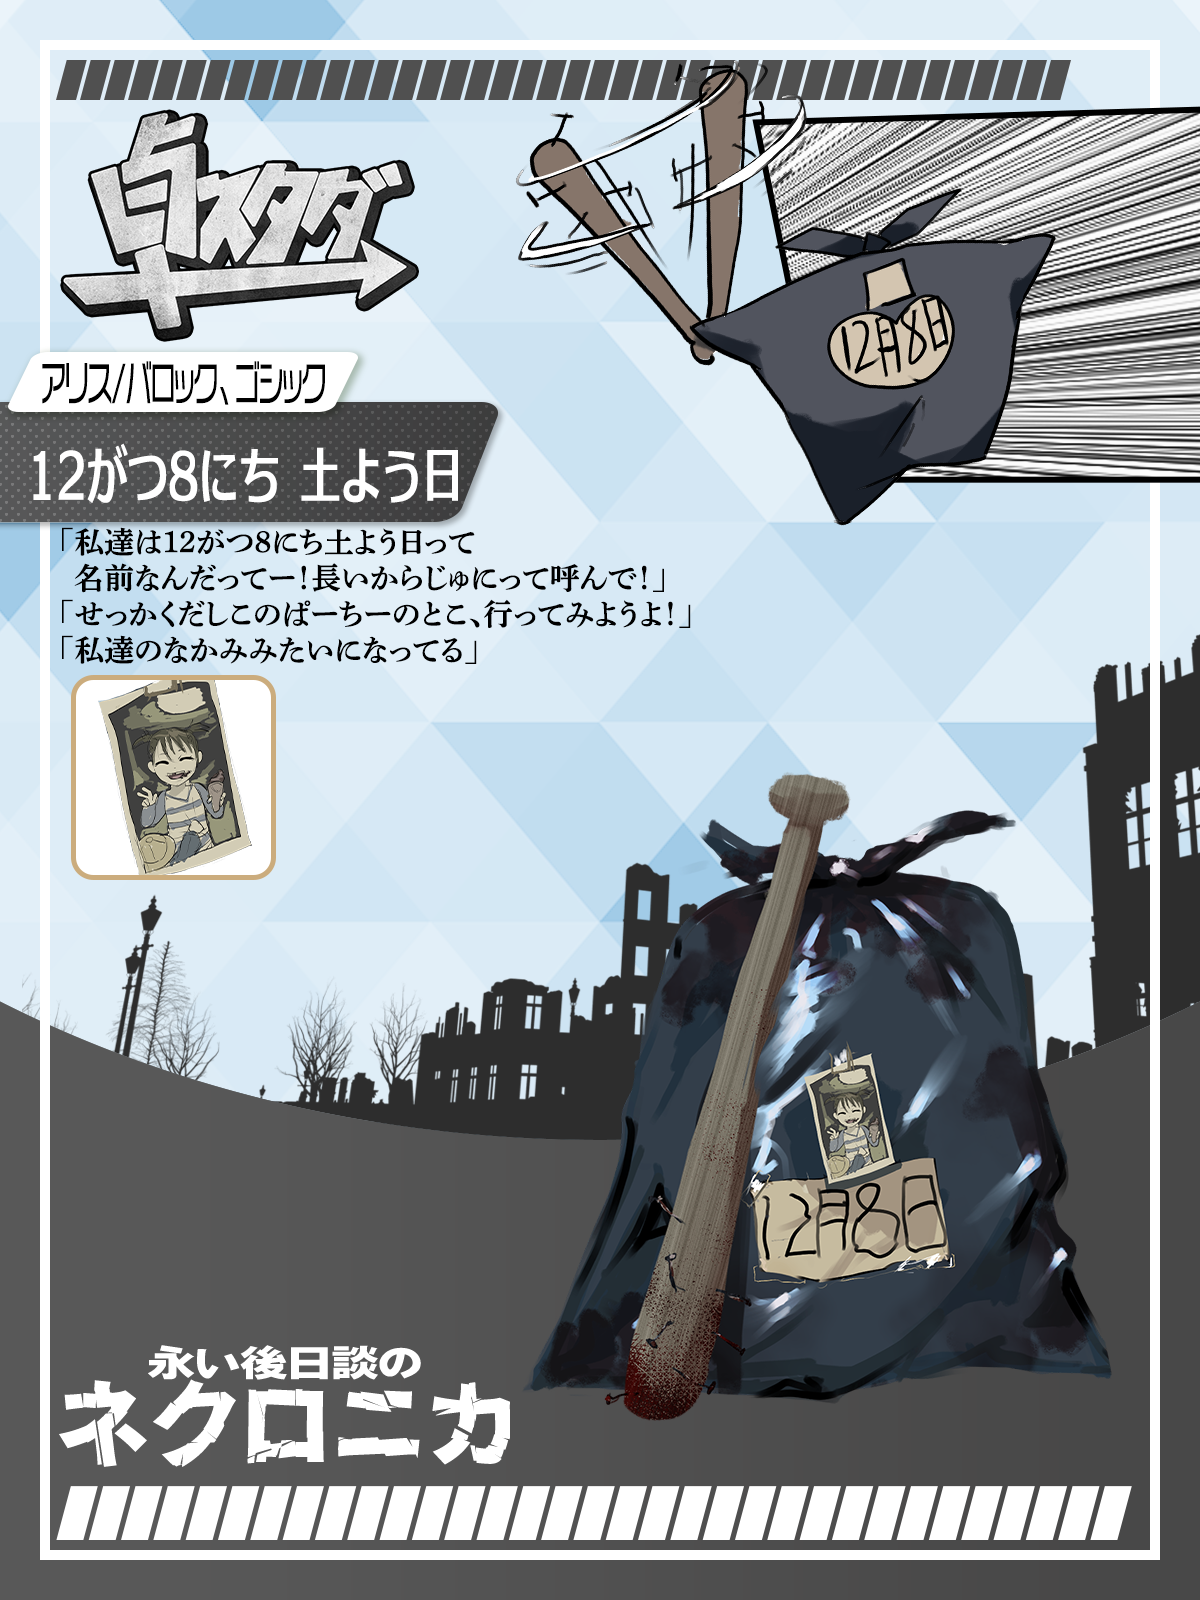 卓ラスタダ
アリス/バロック、ゴシック
12がつ8にち 土よう日
「私達は12がつ8にち土よう日って
名前なんだってー！長いからじゅにって呼んで！」
「せっかくだしこのぱーちーのとこ、行ってみようよ！」
「私達のなかみみたいになってる」
12月8日
12月8日
永い後日談の
ネクロニカ